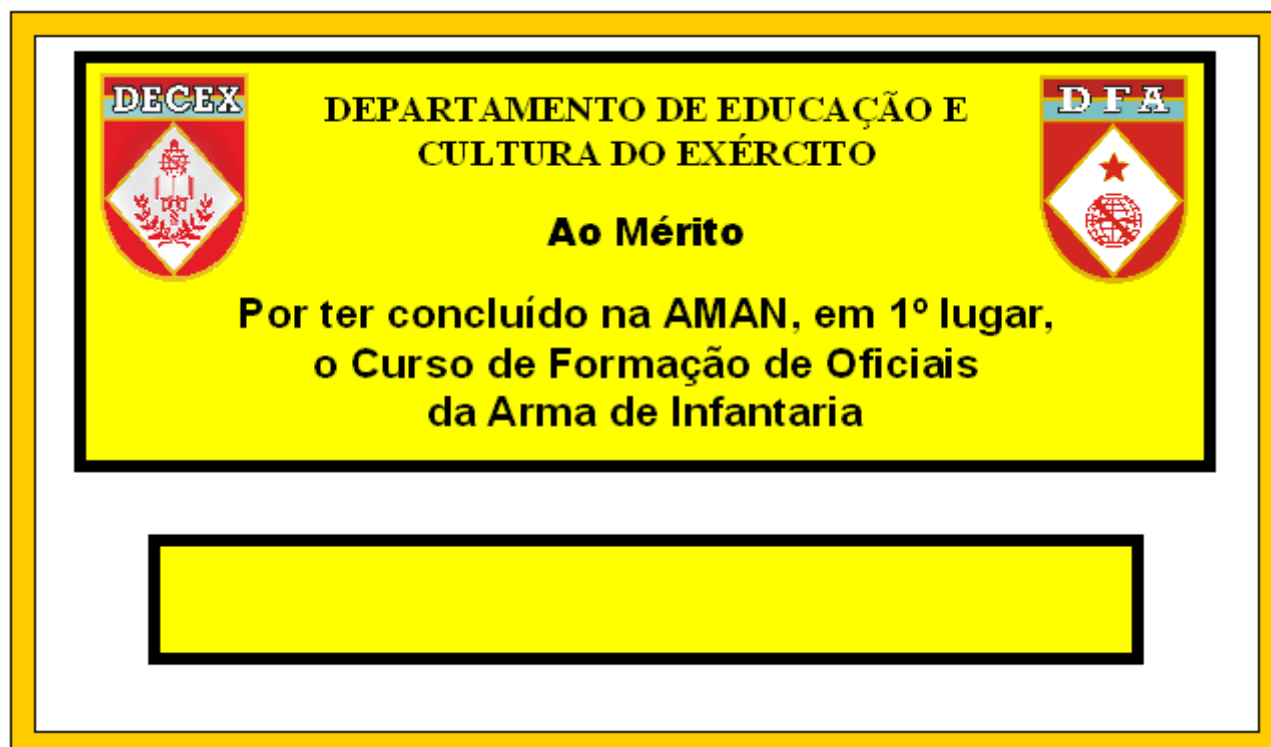 DECEX
DEPARTAMENTO DE EDUCAÇÃO E
CULTURA DO EXÉRCITO
DFA
Ao Mérito
Por ter concluído na AMAN, em 1º lugar,
o Curso de Formação de Oficiais
da Arma de Infantaria